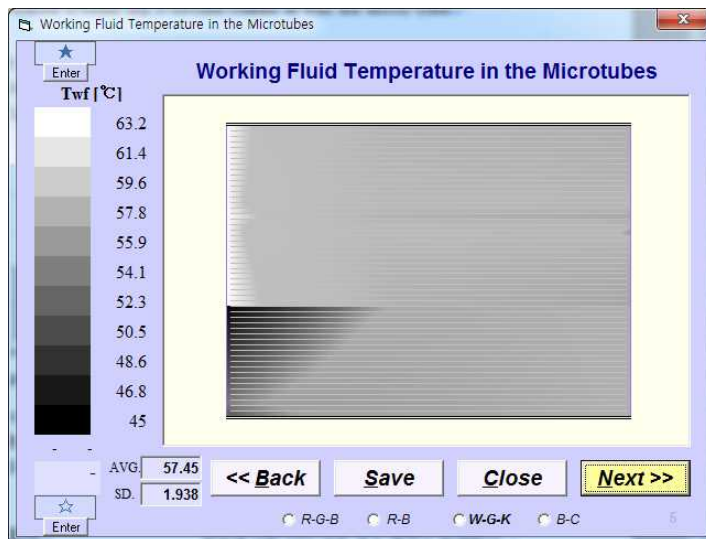 Working Fluid Temperature in the Microtubes
Enter
Working Fluid Temperature in the Microtubes
Twf [℃]
63.2
61.4
59.6
57.8
55.9
54.1
52.3
50.5
48.6
46.8
45
- -
-
AVG. 57.45
SD. 1.938
<< Back
Save
Close
Next >>
Enter
R-G-B
R-B
W-G-K
B-C
5